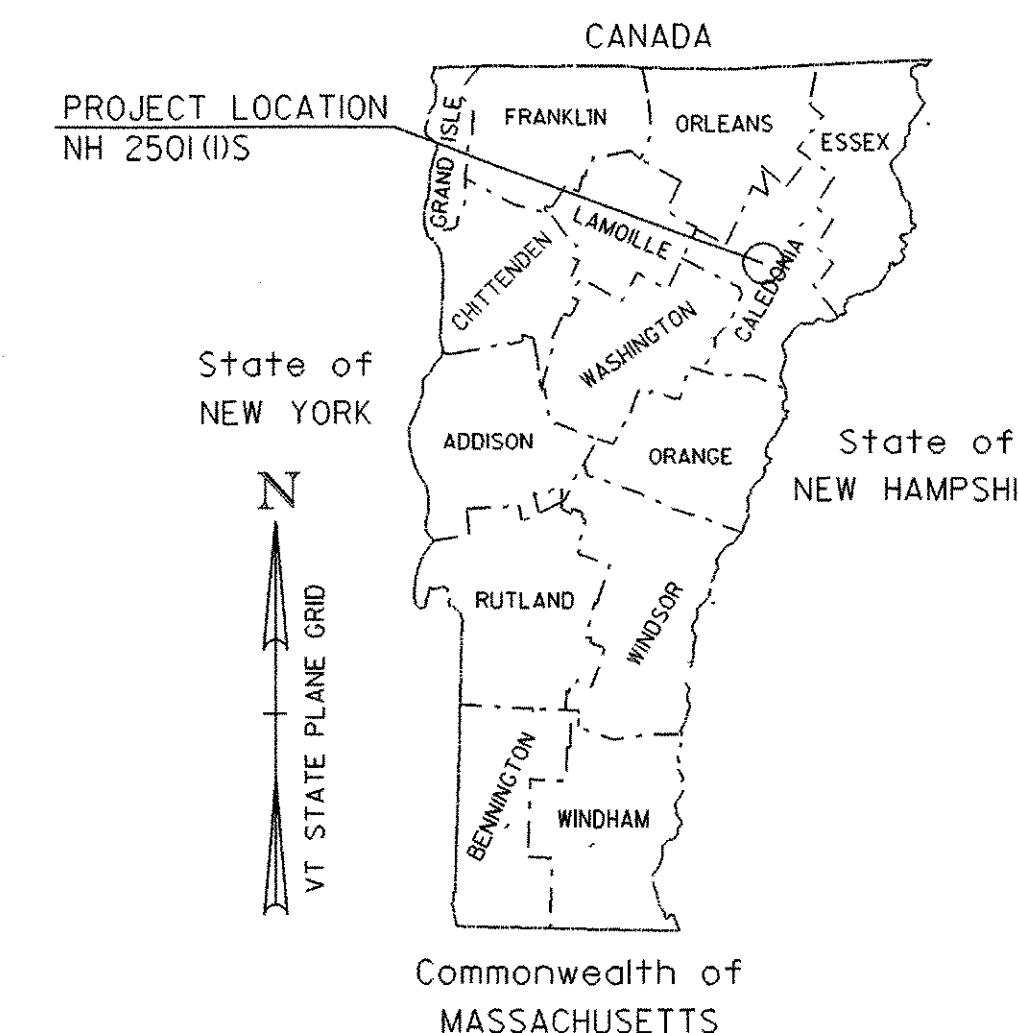 CANADA
PROJECT LOCATION
NH 2501(1)S
GRAND ISLE
FRANKLIN
ORLEANS
ESSEX
LAMOILLE
CHITTENDEN
CALEDONIA
WASHINGTON
State of
NEW YORK
ADDISON
ORANGE
State of
NEW HAMPSHI
N
VT STATE PLANE GRID
RUTLAND
WINDSOR
BENNINGTON
WINDHAM
Commonwealth of
MASSACHUSETTS